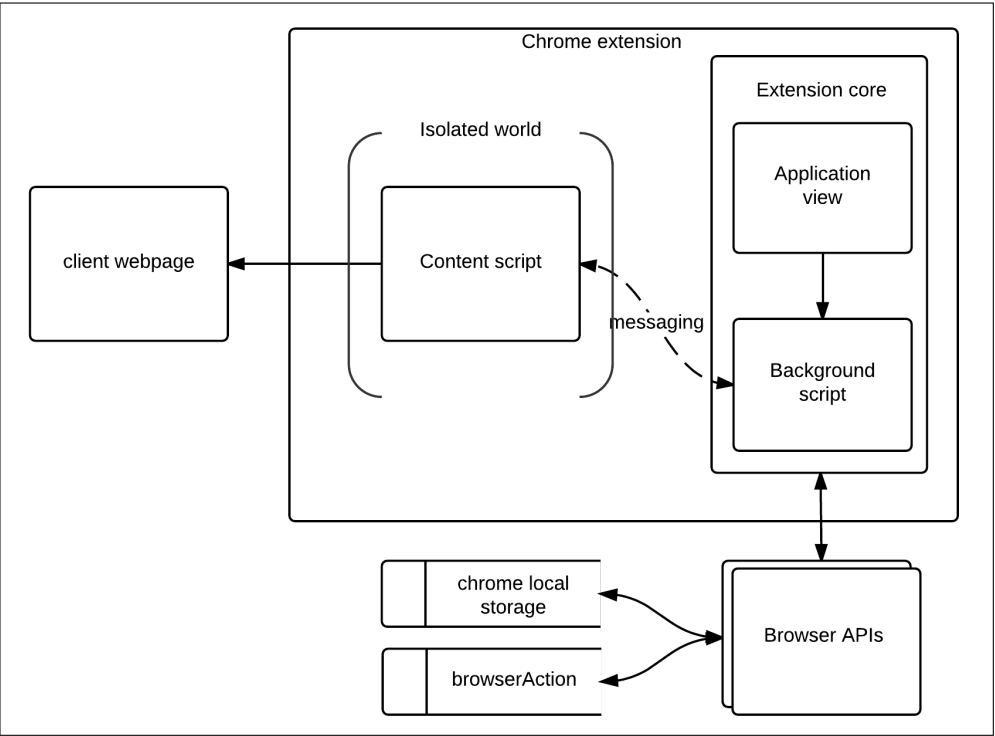 Chrome extension
Extension core
Isolated world
Application
view
client webpage
Content script
messaging
Background
script
chrome local
storage
Browser APIs
browserAction